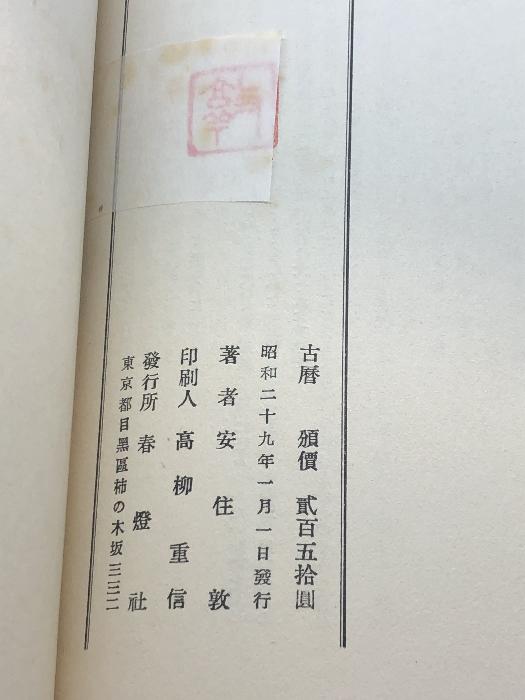 古暦 頒價 貳百五拾圓
昭和二十九年一月一日發行
著者 安住敦
印刷人 高柳重信
發行所 春燈社
東京都目黑區柿の木坂三三二